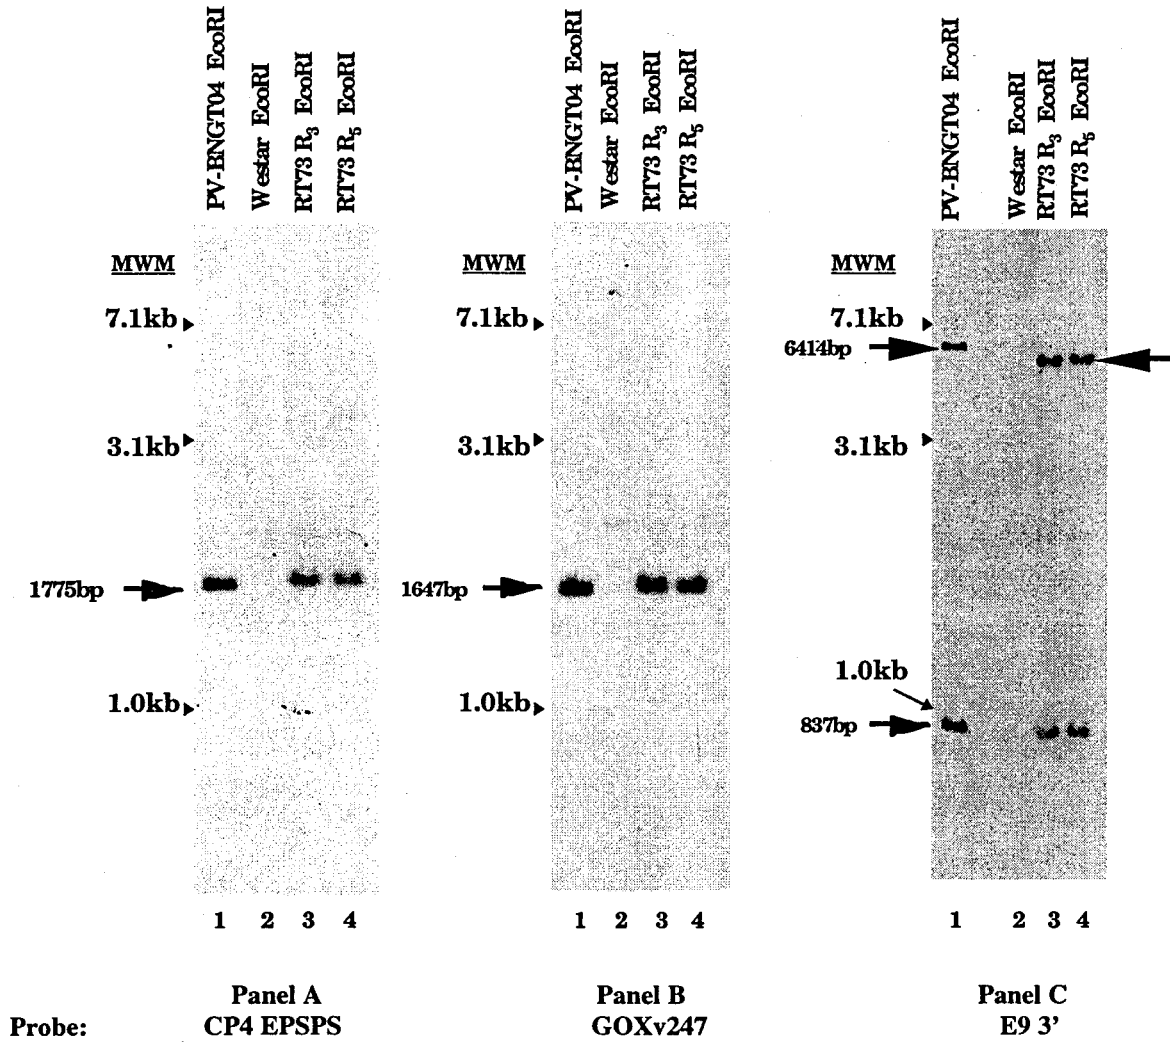 PV-BNGT04 EcoRI
Westar EcoRI
RT73 R3 EcoRI
RT73 R5 EcoRI
MWM
7.1kb
3.1kb
1775bp
1.0kb
1 2 3 4
Panel A
Probe: CP4 EPSPS
PV-BNGT04 EcoRI
Westar EcoRI
RT73 R3 EcoRI
RT73 R5 EcoRI
MWM
7.1kb
3.1kb
1647bp
1.0kb
1 2 3 4
Panel B
GOXv247
PV-BNGT04 EcoRI
Westar EcoRI
RT73 R3 EcoRI
RT73 R5 EcoRI
MWM
7.1kb
6414bp
3.1kb
1.0kb
837bp
1 2 3 4
Panel C
E9 3'